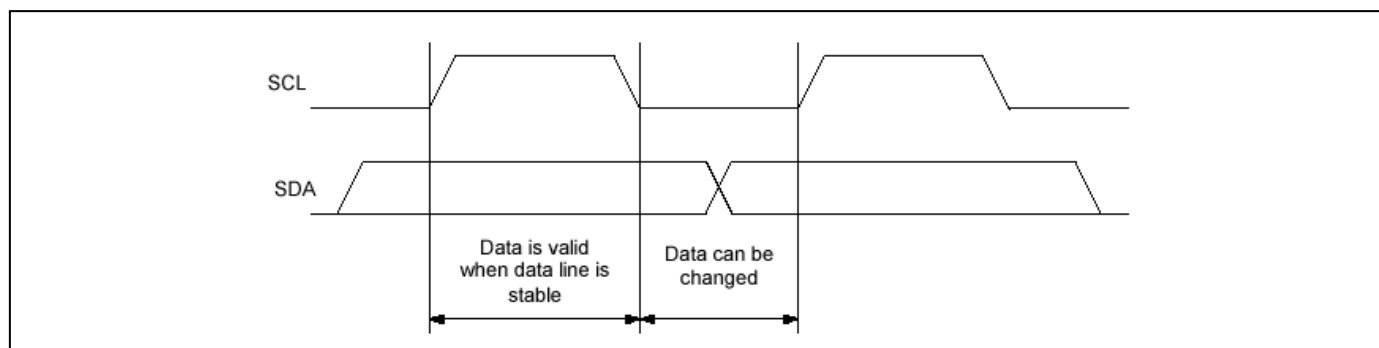 SCL
SDA
Data is valid
when data line is
stable
Data can be
changed